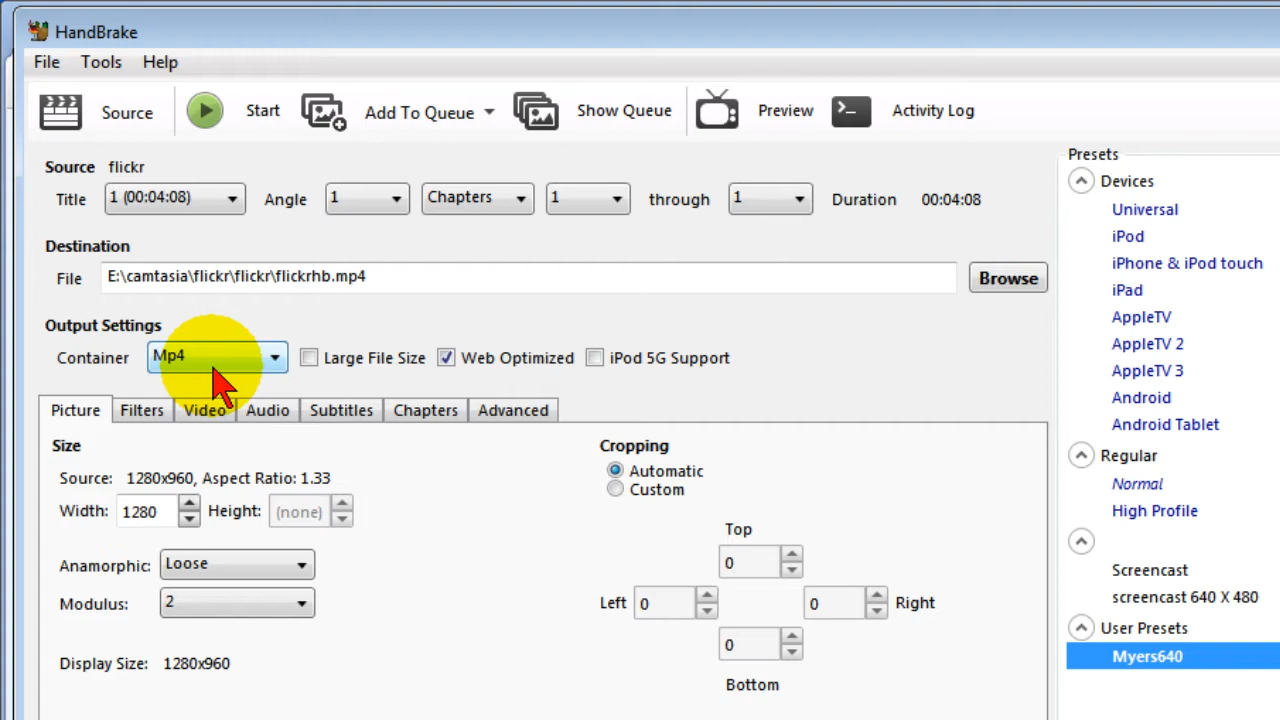 HandBrake
File Tools Help
Source Start Add To Queue Show Queue Preview Activity Log
Source flickr
Title 1 (00:04:08) Angle 1 Chapters 1 through 1 Duration 00:04:08
Destination
File E:\camtasia\flickr\flickr\flickrhb.mp4 Browse
Output Settings
Container Mp4 Large File Size Web Optimized iPod 5G Support
Picture Filters Video Audio Subtitles Chapters Advanced
Size
Source: 1280x960, Aspect Ratio: 1.33
Width: 1280 Height: (none)
Anamorphic: Loose
Modulus: 2
Display Size: 1280x960
Cropping
Automatic
Custom
Top
0
Left 0 0 Right
0
Bottom
Presets
Devices
Universal
iPod
iPhone & iPod touch
iPad
AppleTV
AppleTV 2
AppleTV 3
Android
Android Tablet
Regular
Normal
High Profile
Screencast
screencast 640 X 480
User Presets
Myers640